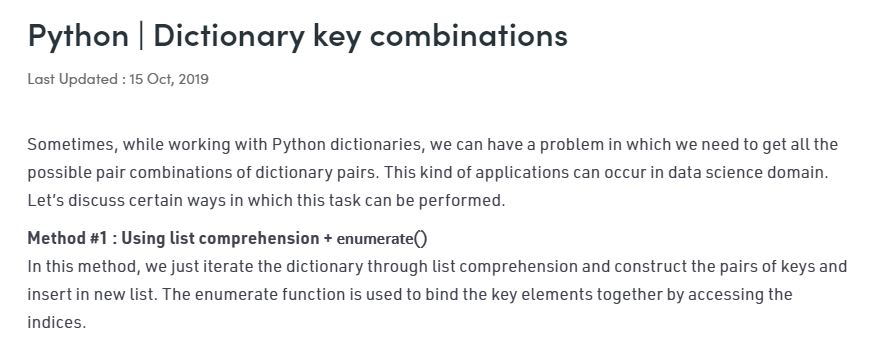 Python | Dictionary key combinations
Last Updated : 15 Oct, 2019
Sometimes, while working with Python dictionaries, we can have a problem in which we need to get all the
possible pair combinations of dictionary pairs. This kind of applications can occur in data science domain.
Let's discuss certain ways in which this task can be performed.
Method #1 : Using list comprehension + enumerate()
In this method, we just iterate the dictionary through list comprehension and construct the pairs of keys and
insert in new list. The enumerate function is used to bind the key elements together by accessing the
indices.